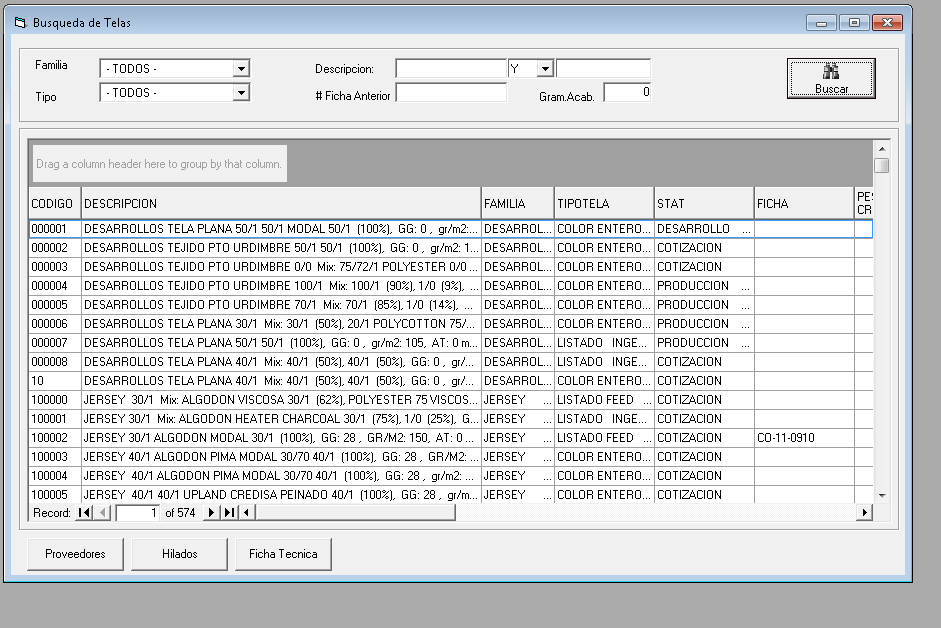 Busqueda de Telas
Familia - TODOS - Descripcion: Y
Tipo - TODOS - # Ficha Anterior Gram.Acab. 0
Buscar
Drag a column header here to group by that column.
CODIGO DESCRIPCION FAMILIA TIPOTELA STAT FICHA PES CR
000001 DESARROLLOS TELA PLANA 50/1 50/1 MODAL 50/1 (100%), GG: 0 , gr/m2:... DESARROL... COLOR ENTERO... DESARROLLO ...
000002 DESARROLLOS TEJIDO PTO URDIMBRE 50/1 50/1 (100%), GG: 0 , gr/m2: 1... DESARROL... COLOR ENTERO... COTIZACION
000003 DESARROLLOS TEJIDO PTO URDIMBRE 0/0 Mix: 75/72/1 POLYESTER 0/0 ... DESARROL... COLOR ENTERO... COTIZACION
000004 DESARROLLOS TEJIDO PTO URDIMBRE 100/1 Mix: 100/1 (90%), 1/0 (9%), ... DESARROL... COLOR ENTERO... PRODUCCION ...
000005 DESARROLLOS TEJIDO PTO URDIMBRE 70/1 Mix: 70/1 (85%), 1/0 (14%), ... DESARROL... COLOR ENTERO... PRODUCCION ...
000006 DESARROLLOS TELA PLANA 30/1 Mix: 30/1 (50%), 20/1 POLYCOTTON 75/... DESARROL... COLOR ENTERO... PRODUCCION ...
000007 DESARROLLOS TELA PLANA 50/1 50/1 (100%), GG: 0 , gr/m2: 105, AT: 0 m... DESARROL... LISTADO INGE... PRODUCCION ...
000008 DESARROLLOS TELA PLANA 40/1 Mix: 40/1 (50%), 40/1 (50%), GG: 0 , gr/... DESARROL... LISTADO INGE... COTIZACION
10 DESARROLLOS TELA PLANA 40/1 Mix: 40/1 (50%), 40/1 (50%), GG: 0 , gr/... DESARROL... COLOR ENTERO... COTIZACION
100000 JERSEY 30/1 Mix: ALGODON VISCOSA 30/1 (62%), POLYESTER 75 VISCOS... JERSEY ... LISTADO FEED ... COTIZACION
100001 JERSEY 30/1 Mix: ALGODON HEATER CHARCOAL 30/1 (75%), 1/0 (25%), G... JERSEY ... LISTADO INGE... COTIZACION
100002 JERSEY 30/1 ALGODON MODAL 30/1 (100%), GG: 28 , GR/M2: 150, AT: 0 ... JERSEY ... LISTADO FEED ... COTIZACION CO-11-0910
100003 JERSEY 40/1 ALGODON PIMA MODAL 30/70 40/1 (100%), GG: 28 , GR/M2: ... JERSEY ... COLOR ENTERO... COTIZACION
100004 JERSEY 40/1 ALGODON PIMA MODAL 30/70 40/1 (100%), GG: 28 , gr/m2: ... JERSEY ... COLOR ENTERO... COTIZACION
100005 JERSEY 40/1 40/1 UPLAND CREDISA PEINADO 40/1 (100%), GG: 28 , gr/m... JERSEY ... COLOR ENTERO... COTIZACION
Record: 1 of 574
Proveedores Hilados Ficha Tecnica